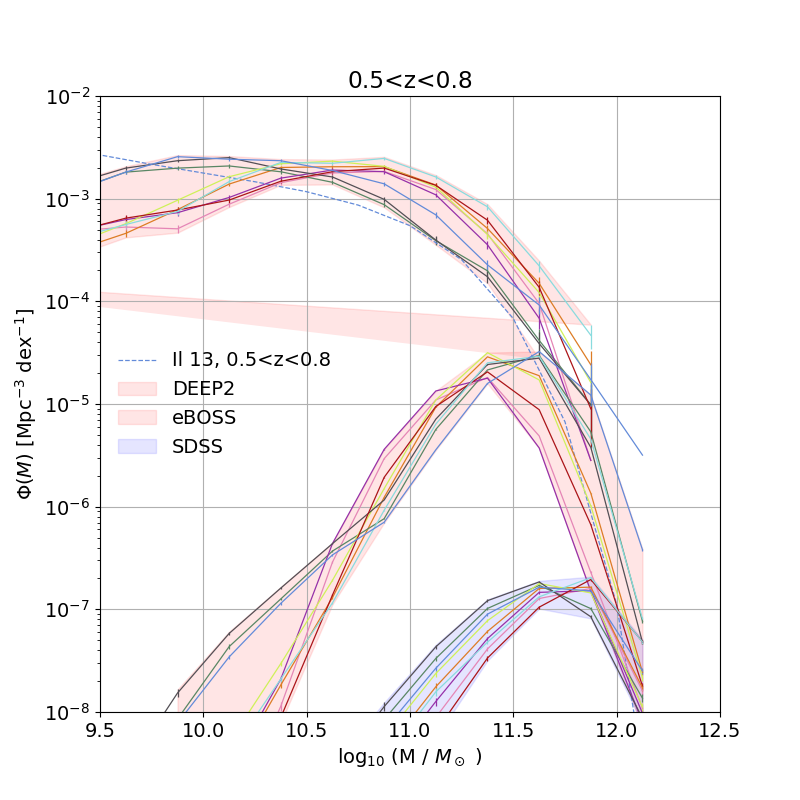 0.5<z<0.8
10⁻²
10⁻³
10⁻⁴
10⁻⁵
10⁻⁶
10⁻⁷
10⁻⁸
Φ(M) [Mpc⁻³ dex⁻¹]
Il 13, 0.5<z<0.8
DEEP2
eBOSS
SDSS
9.5 10.0 10.5 11.0 11.5 12.0 12.5
log₁₀ (M / M⊙ )